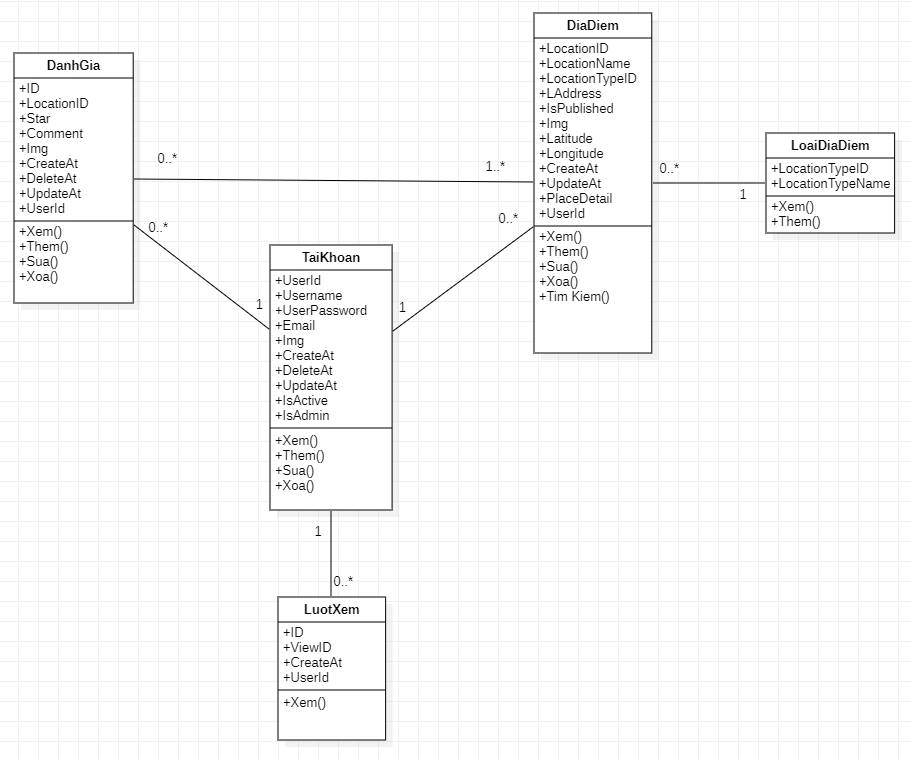 DanhGia
+ID
+LocationID
+Star
+Comment
+Img
+CreateAt
+DeleteAt
+UpdateAt
+UserId
+Xem()
+Them()
+Sua()
+Xoa()
0..*
1..*
0..*
1
DiaDiem
+LocationID
+LocationName
+LocationTypeID
+LAddress
+IsPublished
+Img
+Latitude
+Longitude
+CreateAt
+UpdateAt
+PlaceDetail
+UserId
+Xem()
+Them()
+Sua()
+Xoa()
+Tim Kiem()
0..*
1
LoaiDiaDiem
+LocationTypeID
+LocationTypeName
+Xem()
+Them()
0..*
1
TaiKhoan
+UserId
+Username
+UserPassword
+Email
+Img
+CreateAt
+DeleteAt
+UpdateAt
+IsActive
+IsAdmin
+Xem()
+Them()
+Sua()
+Xoa()
1
0..*
LuotXem
+ID
+ViewID
+CreateAt
+UserId
+Xem()